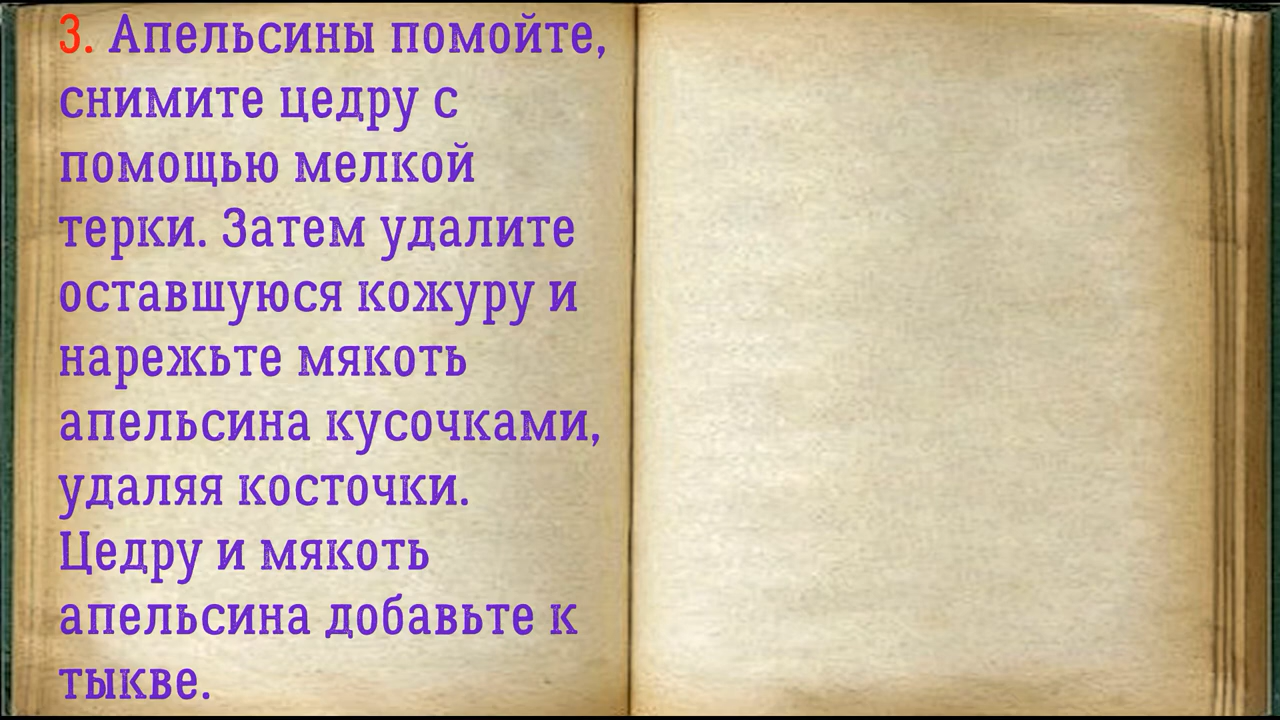 3. Апельсины помойте,
снимите цедру с
помощью мелкой
терки. Затем удалите
оставшуюся кожуру и
нарежьте мякоть
апельсина кусочками,
удаляя косточки.
Цедру и мякоть
апельсина добавьте к
тыкве.